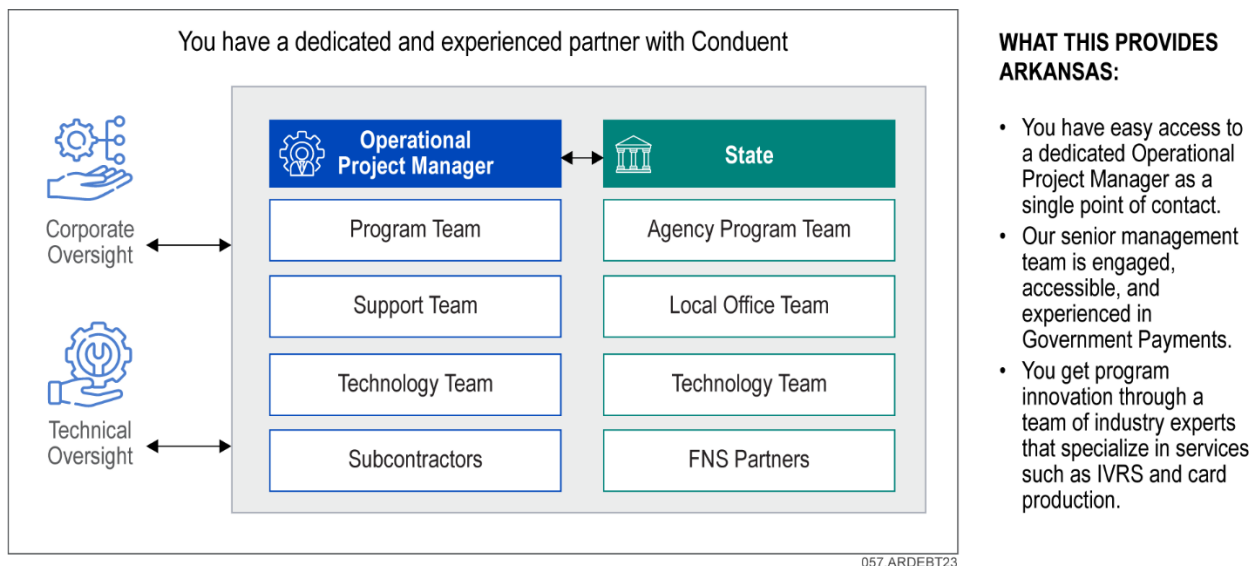 You have a dedicated and experienced partner with Conduent
Corporate
Oversight
Technical
Oversight
Operational
Project Manager
Program Team
Support Team
Technology Team
Subcontractors
State
Agency Program Team
Local Office Team
Technology Team
FNS Partners
057 ARDEBT23
WHAT THIS PROVIDES
ARKANSAS:
• You have easy access to
a dedicated Operational
Project Manager as a
single point of contact.
• Our senior management
team is engaged,
accessible, and
experienced in
Government Payments.
• You get program
innovation through a
team of industry experts
that specialize in services
such as IVRS and card
production.